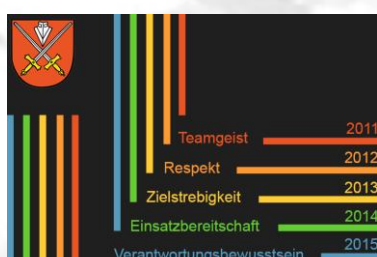 Teamgeist 2011
Respekt 2012
Zielstrebigkeit 2013
Einsatzbereitschaft 2014
Verantwortungsbewusstsein 2015